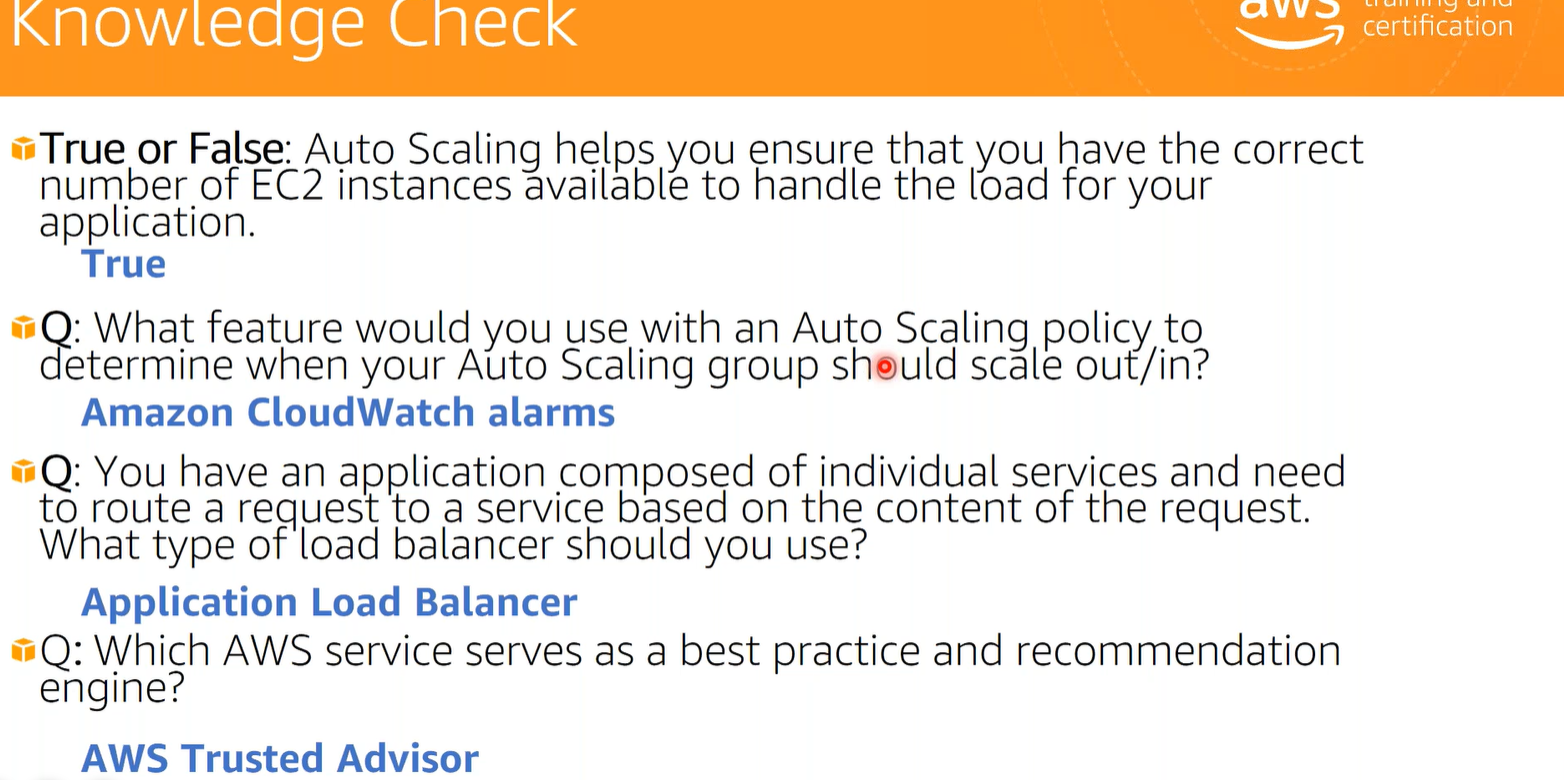 Knowledge Check
aws
training and
certification
True or False: Auto Scaling helps you ensure that you have the correct
number of EC2 instances available to handle the load for your
application.
True
Q: What feature would you use with an Auto Scaling policy to
determine when your Auto Scaling group should scale out/in?
Amazon CloudWatch alarms
Q: You have an application composed of individual services and need
to route a request to a service based on the content of the request.
What type of load balancer should you use?
Application Load Balancer
Q: Which AWS service serves as a best practice and recommendation
engine?
AWS Trusted Advisor